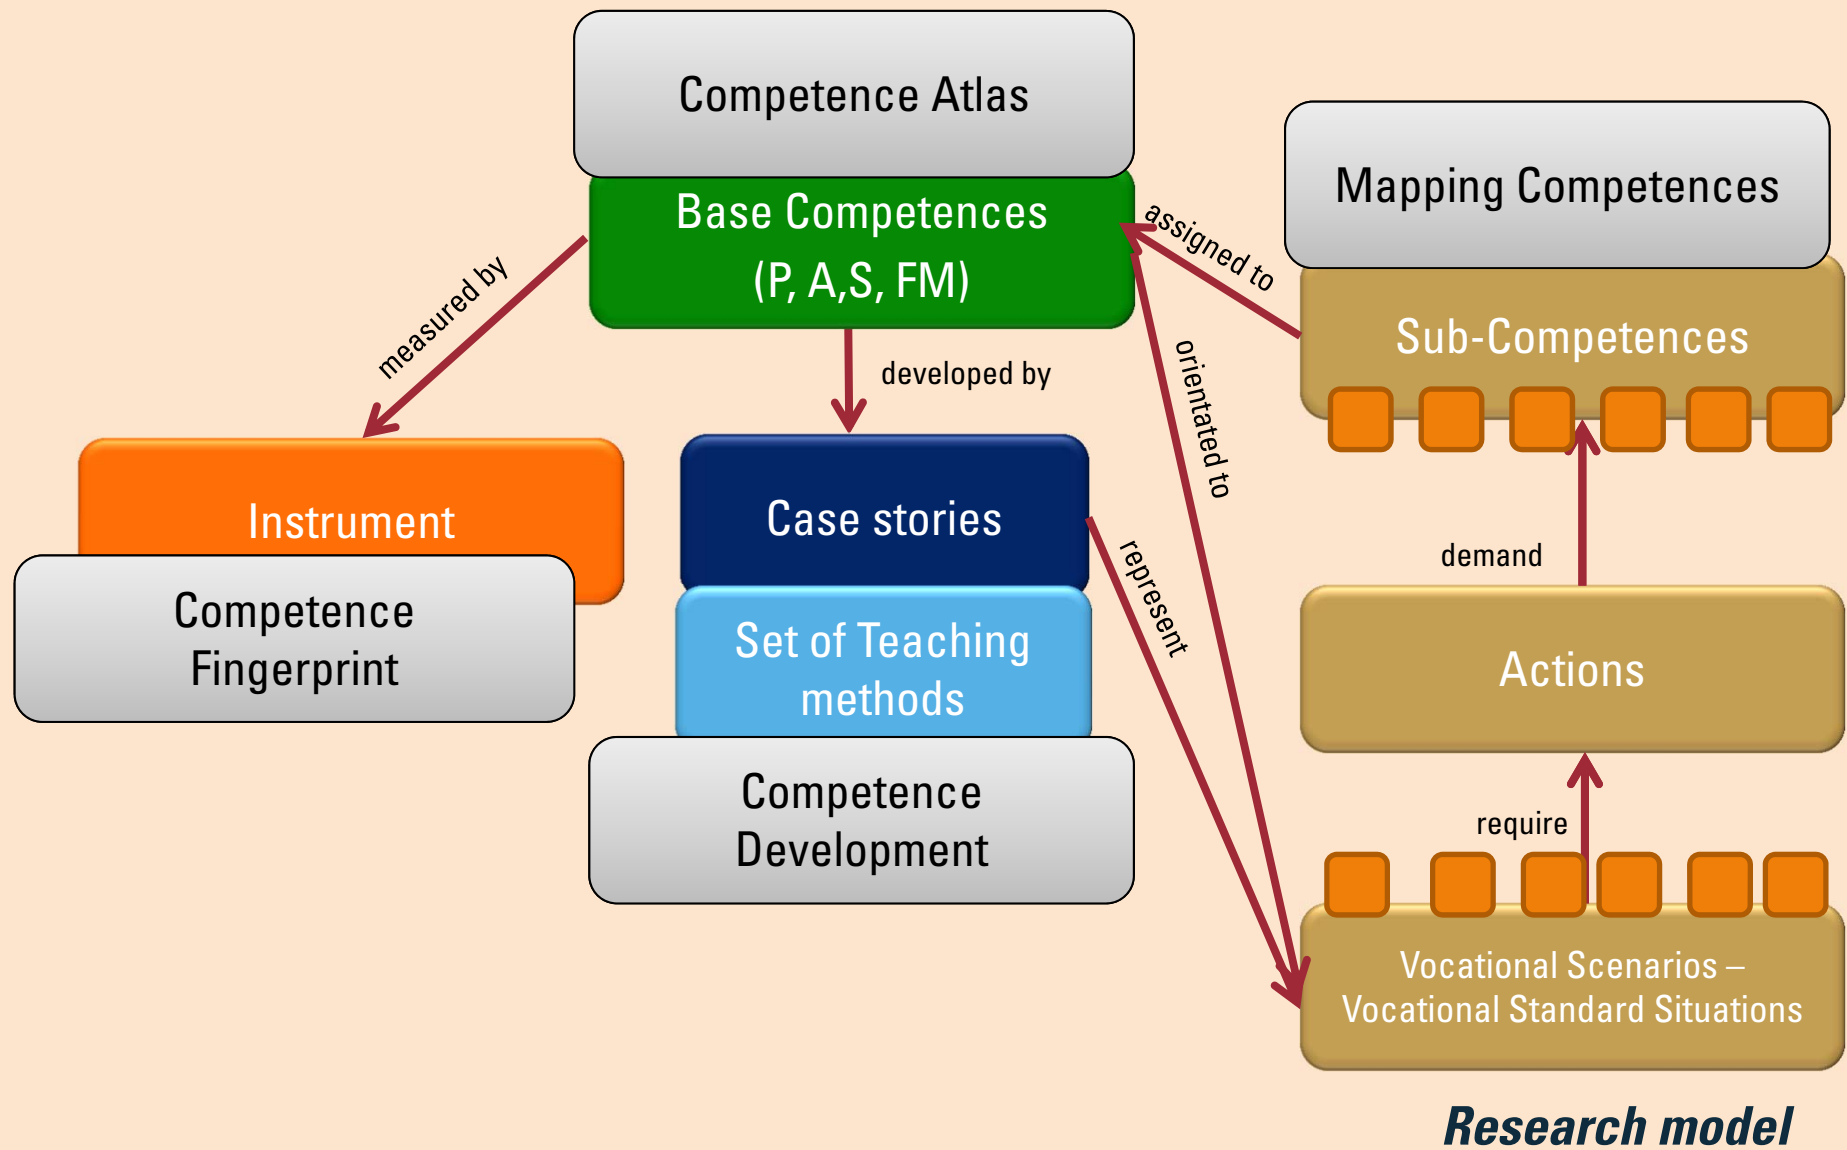 Competence Atlas
Base Competences
(P, A,S, FM)
Mapping Competences
Sub-Competences
assigned to
measured by
developed by
orientated to
Instrument
Competence
Fingerprint
Case stories
Set of Teaching
methods
Competence
Development
represent
demand
Actions
require
Vocational Scenarios –
Vocational Standard Situations
Research model